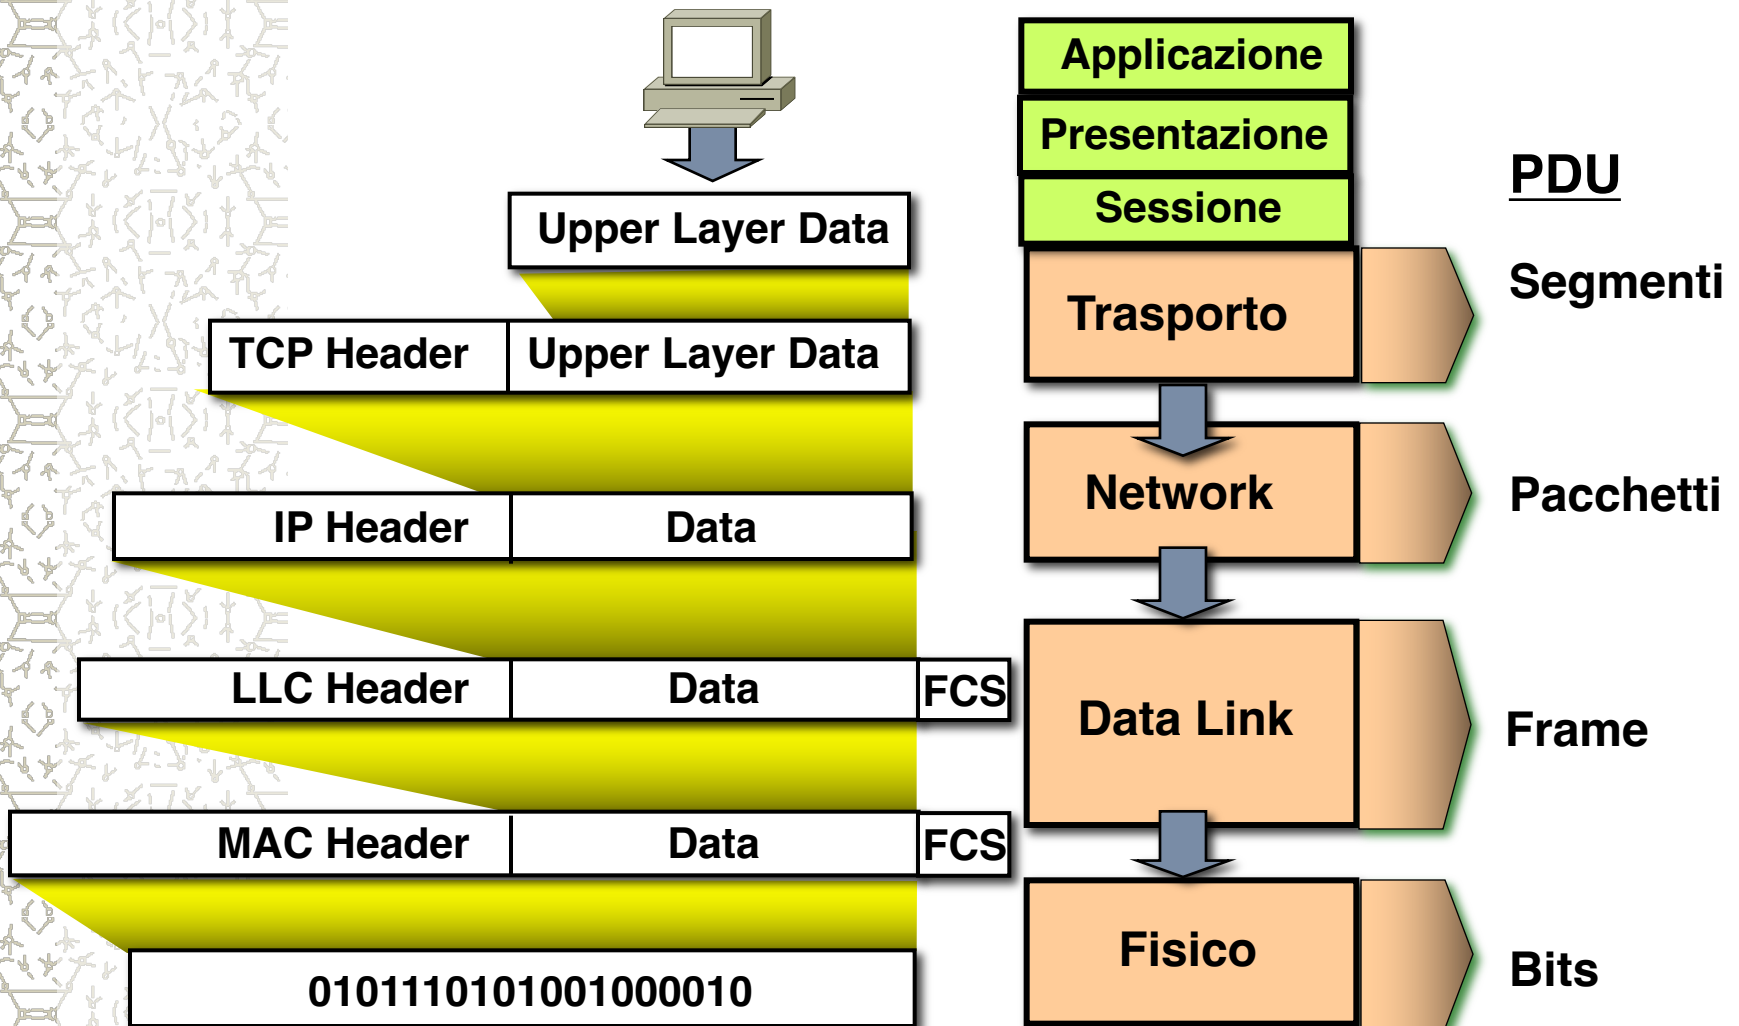 Applicazione
Presentazione
Sessione
PDU
Upper Layer Data
Segmenti
Trasporto
TCP Header Upper Layer Data
Network
Pacchetti
IP Header Data
LLC Header Data FCS
Data Link
Frame
MAC Header Data FCS
Fisico
Bits
0101110101001000010